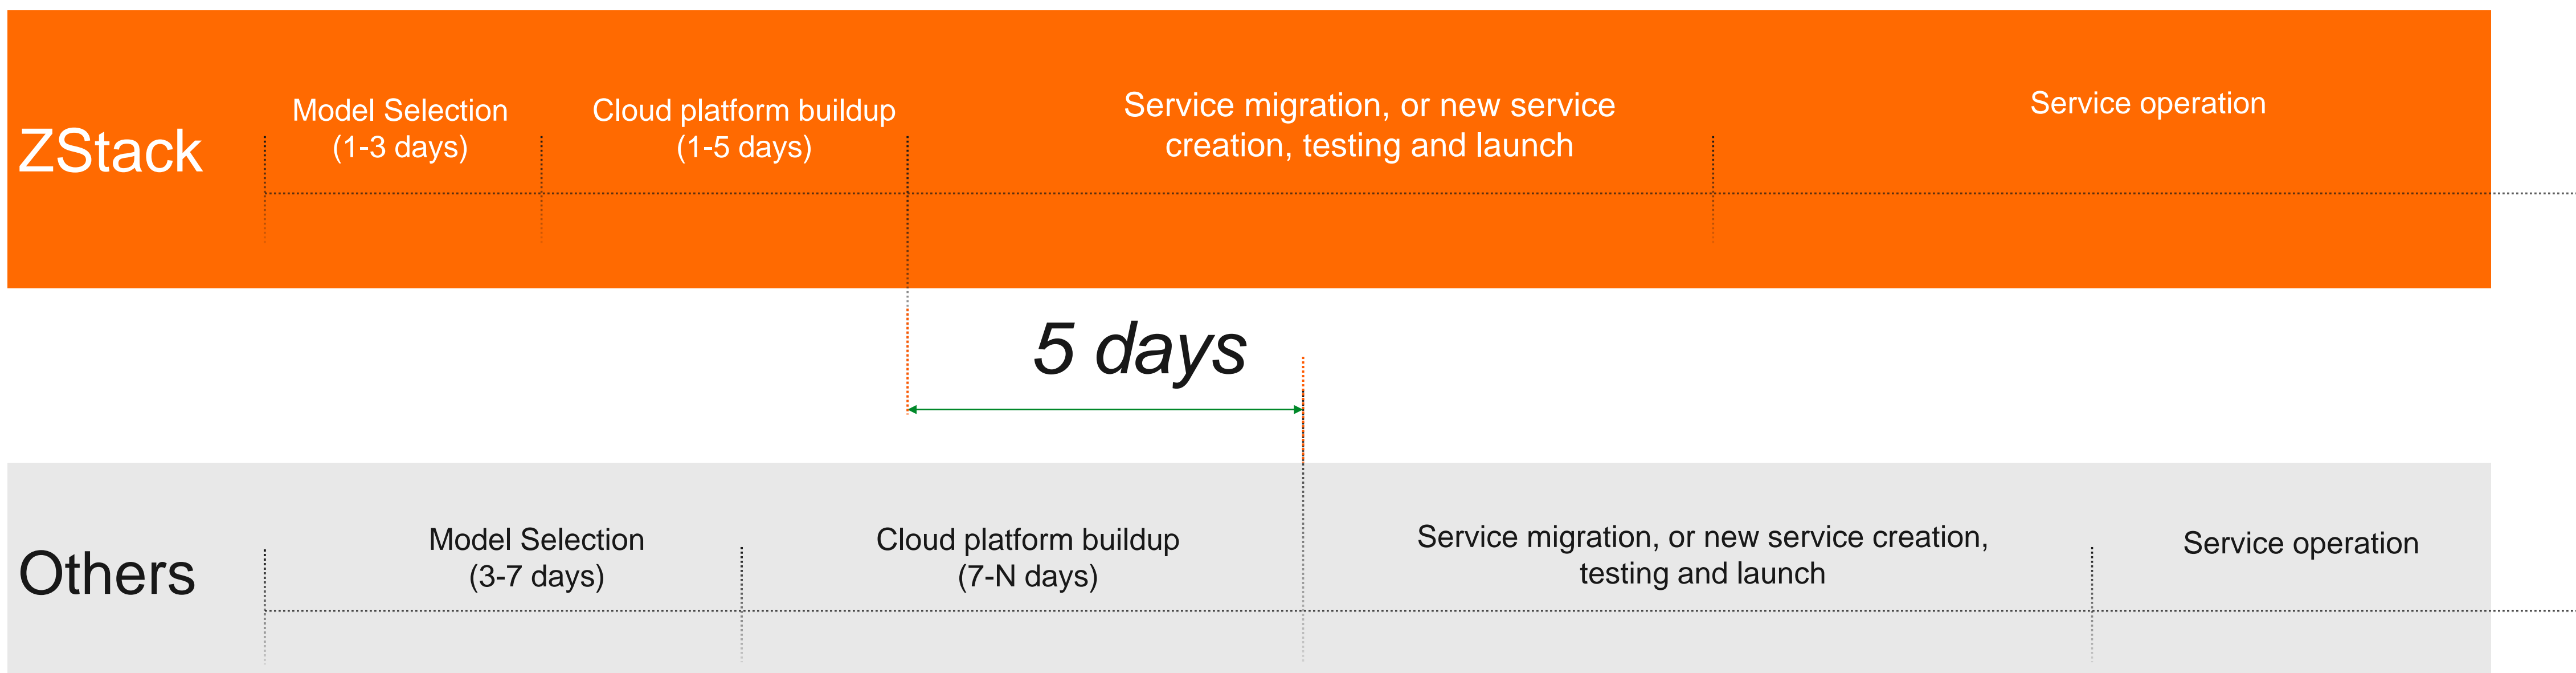 ZStack
Model Selection
(1-3 days)
Cloud platform buildup
(1-5 days)
Service migration, or new service
creation, testing and launch
Service operation
5 days
Others
Model Selection
(3-7 days)
Cloud platform buildup
(7-N days)
Service migration, or new service creation,
testing and launch
Service operation